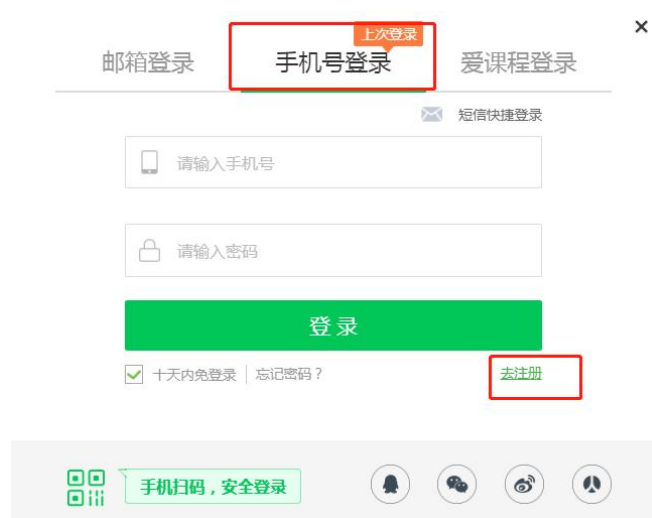 上次登录
邮箱登录 手机号登录 爱课程登录
短信快捷登录
请输入手机号
请输入密码
登录
十天内免登录 忘记密码？ 去注册
手机扫码，安全登录